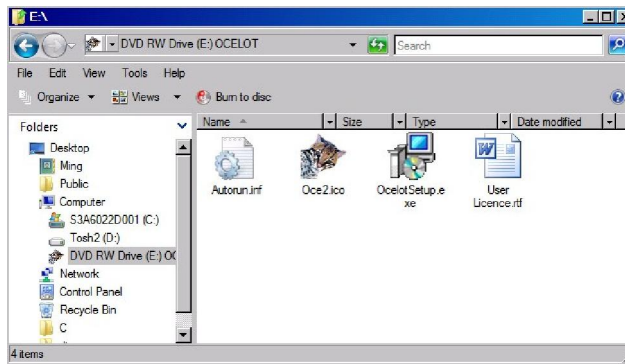 E:\
DVD RW Drive (E:) OCELOT
Search
File Edit View Tools Help
Organize Views Burn to disc
Folders
Name Size Type Date modified
Desktop
Ming
Public
Computer
S3A6022D001 (C:)
Tosh2 (D:)
DVD RW Drive (E:) OC
Network
Control Panel
Recycle Bin
C
Autorun.inf
Oce2.ico
OcelotSetup.e
xe
User
Licence.rtf
4 items